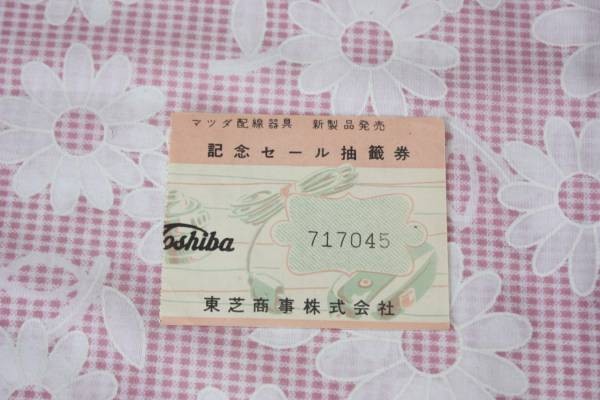 マツダ配線器具 新製品発売
記念セール抽籤券
Toshiba
717045
東芝商事株式会社